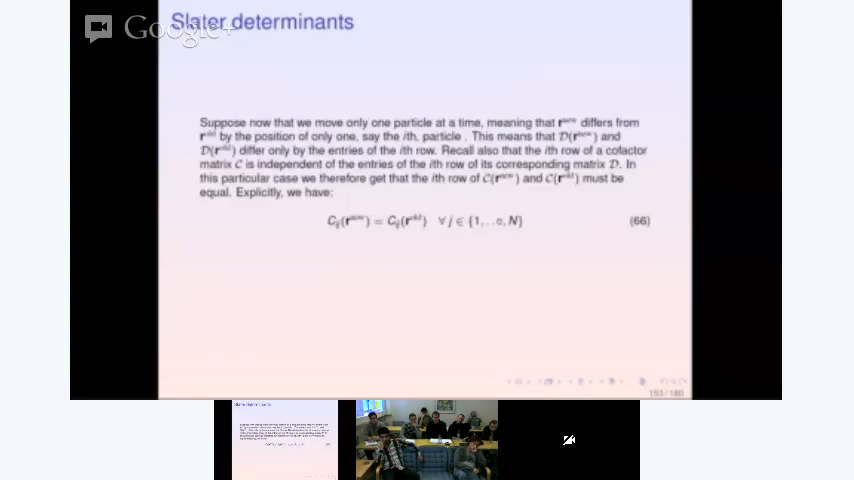 Slater determinants
Google+
Suppose now that we move only one particle at a time, meaning that r^new differs from
r^old by the position of only one, say the ith, particle . This means that D(r^new) and
D(r^old) differ only by the entries of the ith row. Recall also that the ith row of a cofactor
matrix C is independent of the entries of the ith row of its corresponding matrix D. In
this particular case we therefore get that the ith row of C(r^new) and C(r^old) must be
equal. Explicitly, we have:
C_ij(r^new) = C_ij(r^old) ∀ j ∈ {1, . . ., N} (66)
153/180
Slater determinants